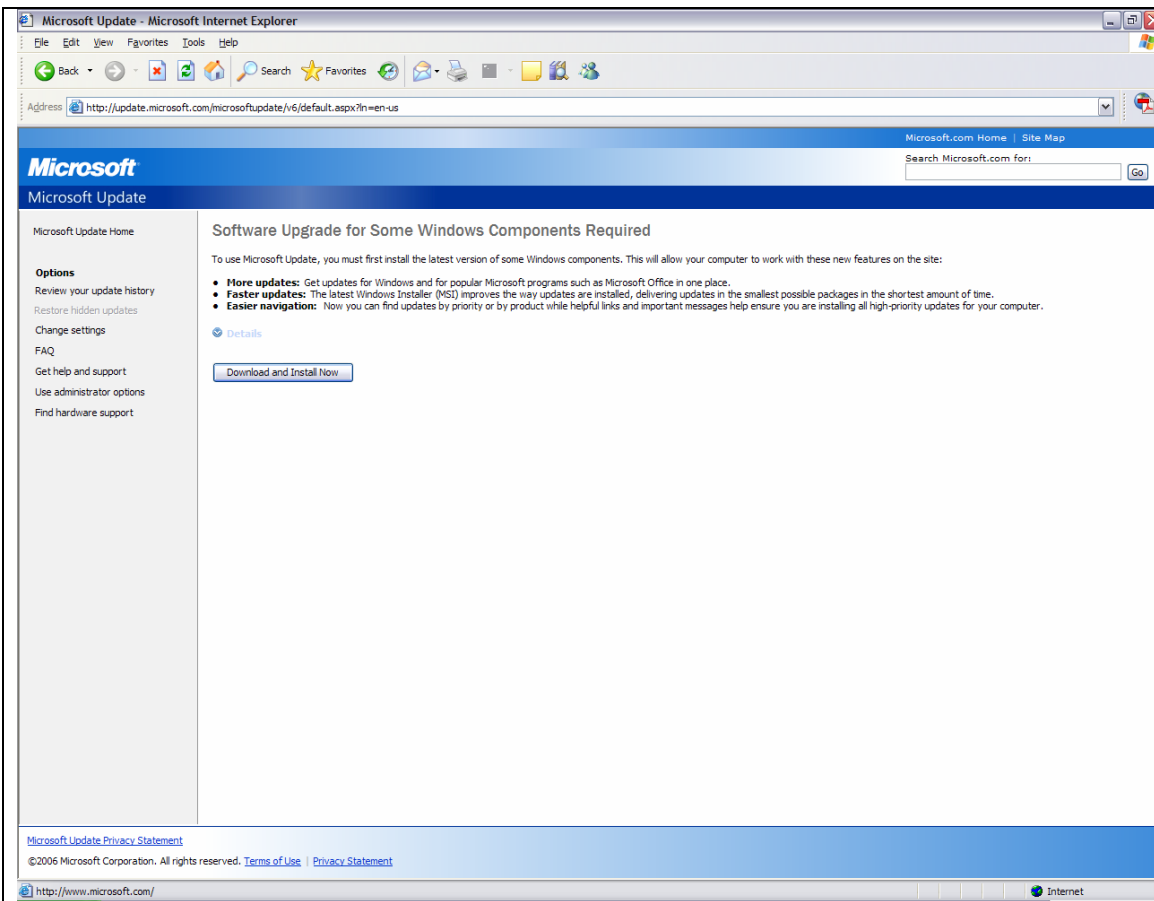 Microsoft Update - Microsoft Internet Explorer
File Edit View Favorites Tools Help
Back Search Favorites
Address http://update.microsoft.com/microsoftupdate/v6/default.aspx?ln=en-us
Microsoft.com Home | Site Map
Microsoft
Search Microsoft.com for:
Go
Microsoft Update
Microsoft Update Home
Options
Review your update history
Restore hidden updates
Change settings
FAQ
Get help and support
Use administrator options
Find hardware support
Software Upgrade for Some Windows Components Required
To use Microsoft Update, you must first install the latest version of some Windows components. This will allow your computer to work with these new features on the site:
• More updates: Get updates for Windows and for popular Microsoft programs such as Microsoft Office in one place.
• Faster updates: The latest Windows Installer (MSI) improves the way updates are installed, delivering updates in the smallest possible packages in the shortest amount of time.
• Easier navigation: Now you can find updates by priority or by product while helpful links and important messages help ensure you are installing all high-priority updates for your computer.
Details
Download and Install Now
Microsoft Update Privacy Statement
©2006 Microsoft Corporation. All rights reserved. Terms of Use | Privacy Statement
http://www.microsoft.com/
Internet